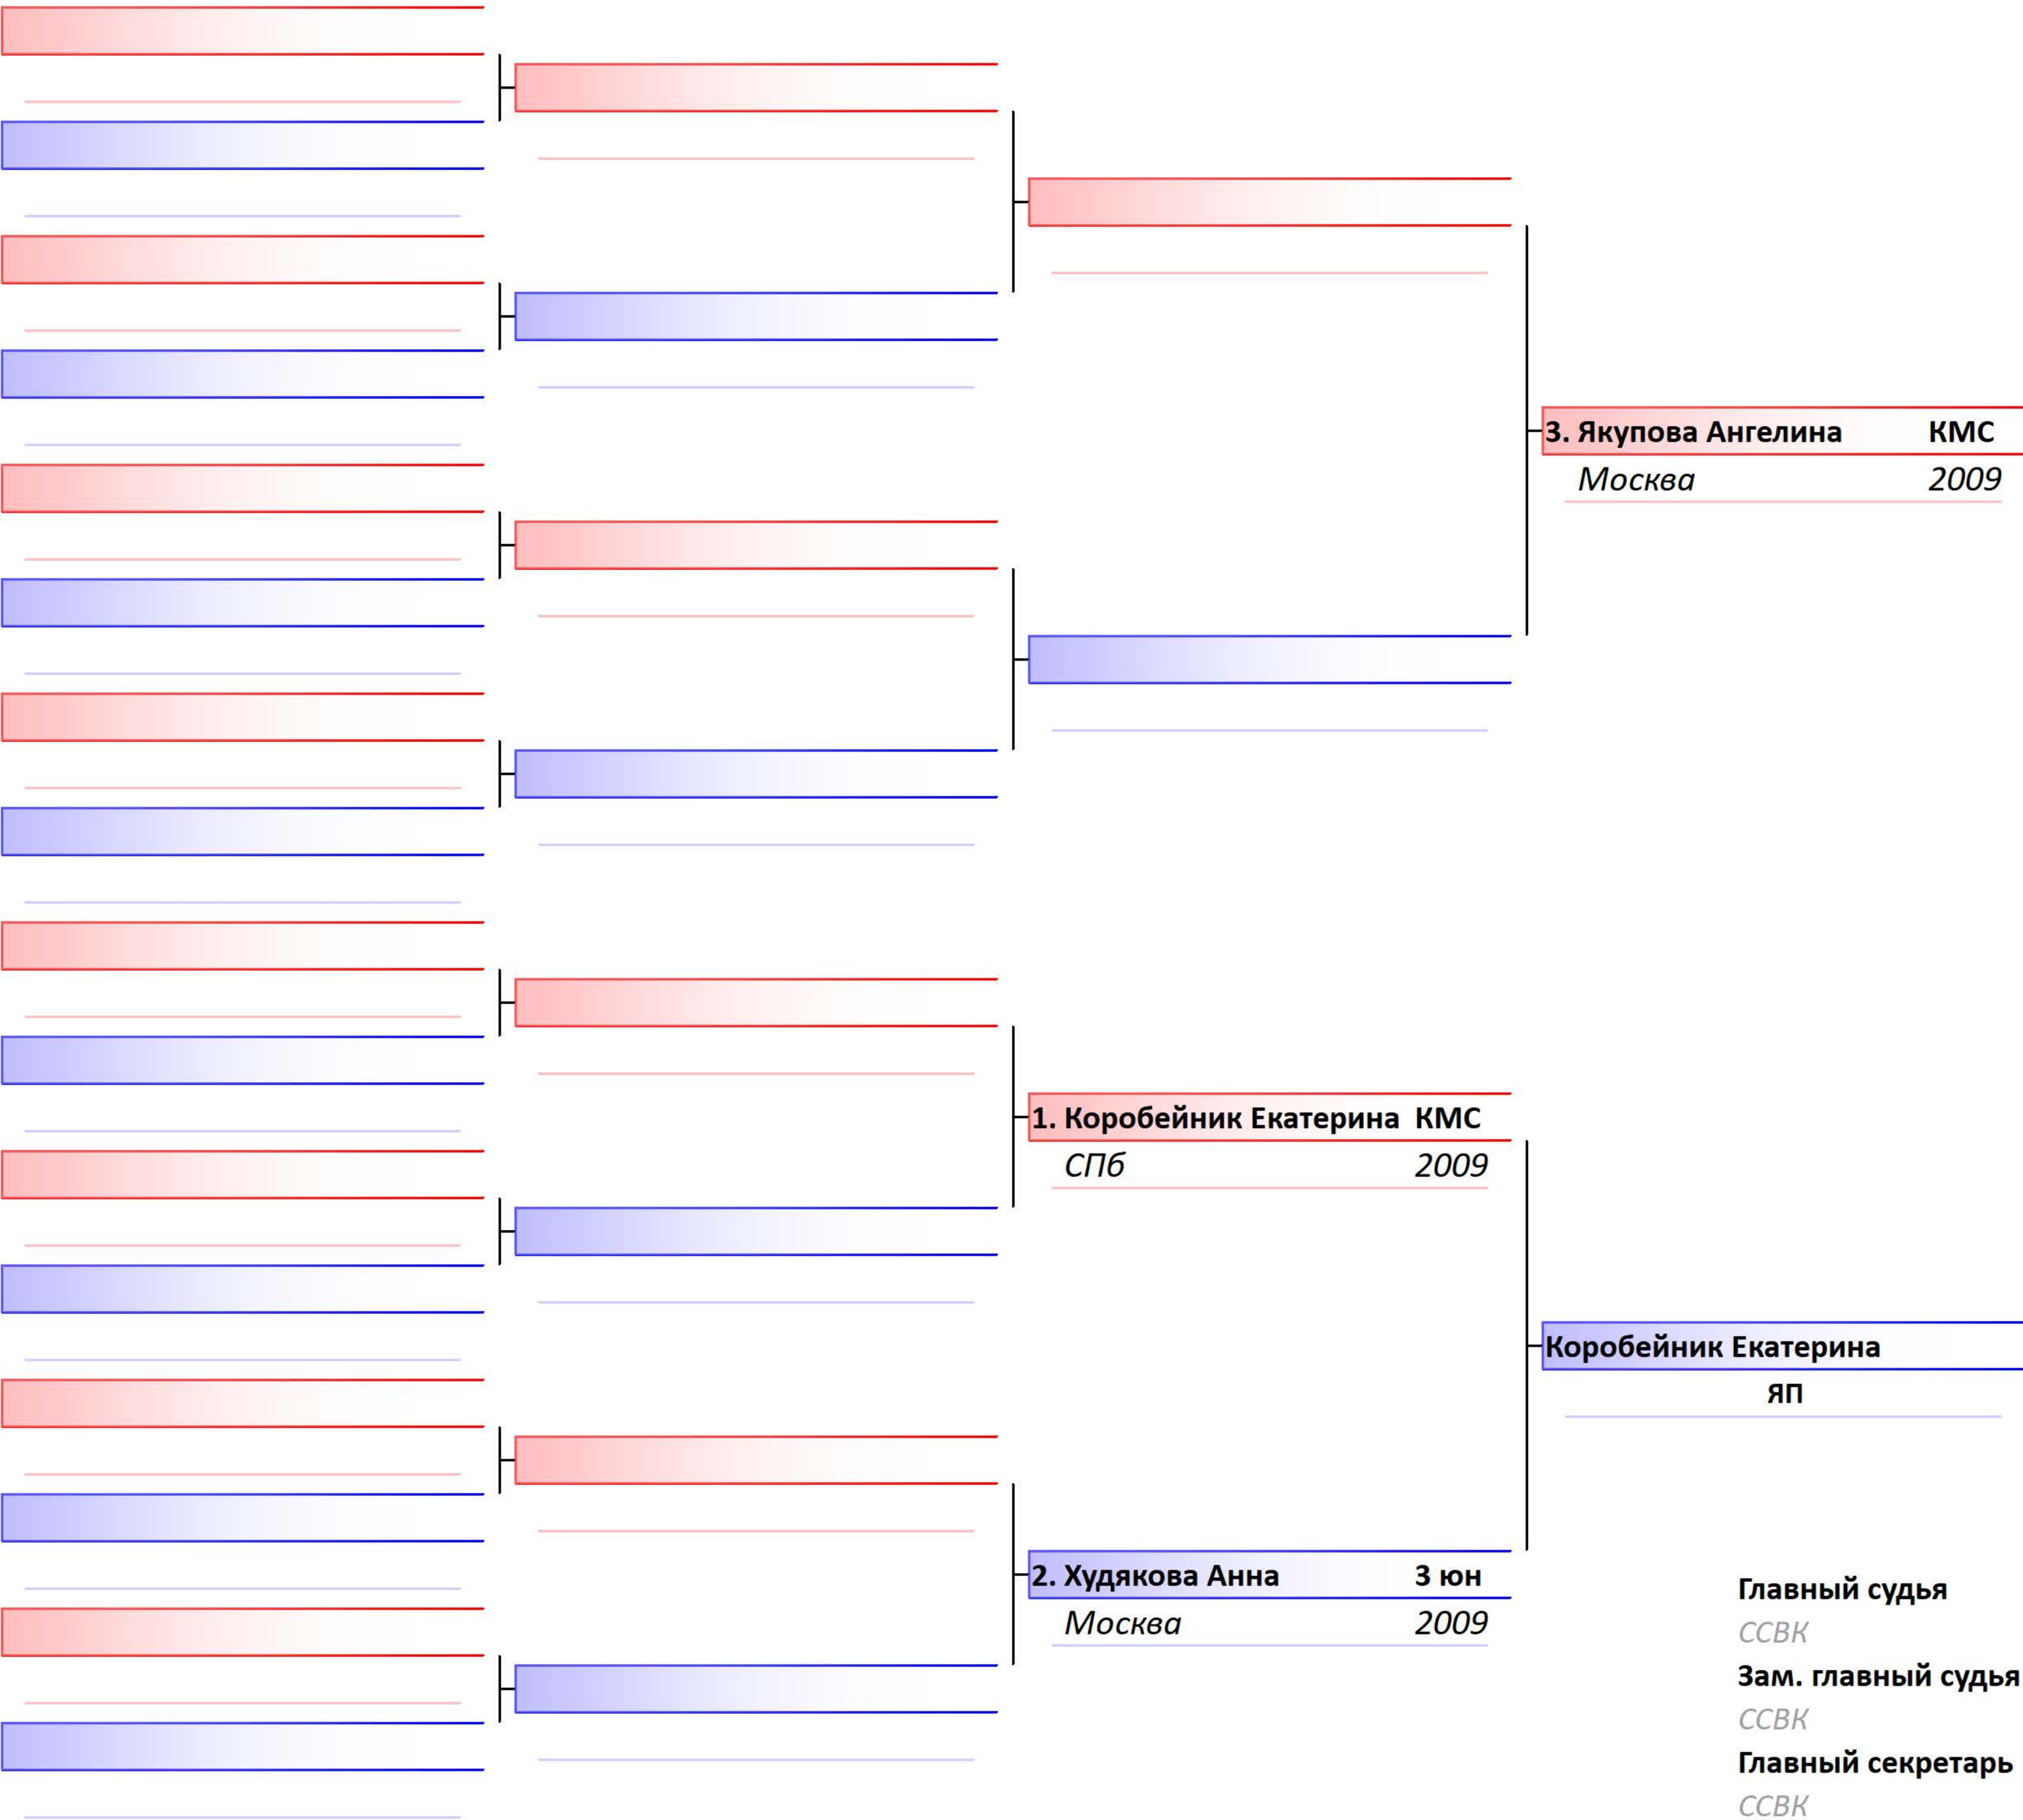 3. Якупова Ангелина КМС
Москва 2009
1. Коробейник Екатерина КМС
СПб 2009
Коробейник Екатерина
ЯП
2. Худякова Анна 3 юн
Москва 2009
Главный судья
ССВК
Зам. главный судья
ССВК
Главный секретарь
ССВК